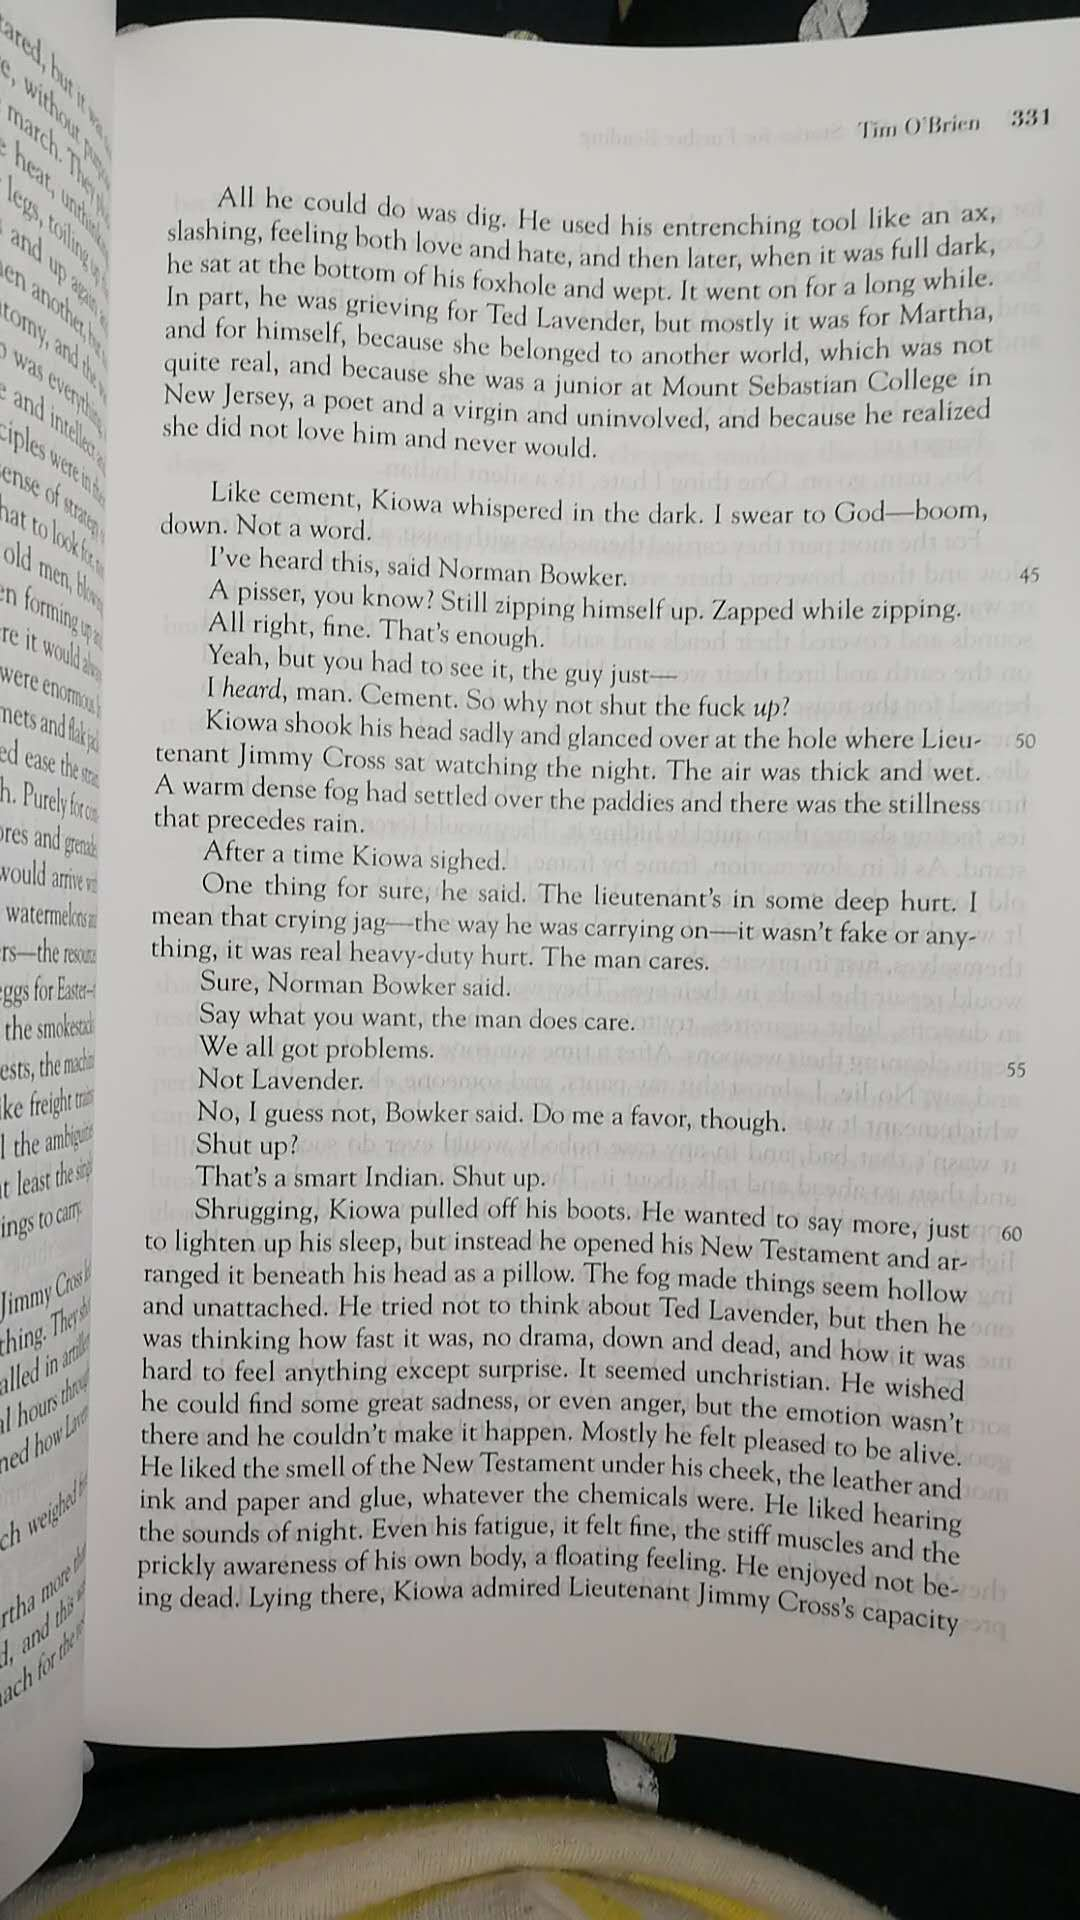 Tim O'Brien 331
All he could do was dig. He used his entrenching tool like an ax,
slashing, feeling both love and hate, and then later, when it was full dark,
he sat at the bottom of his foxhole and wept. It went on for a long while.
In part, he was grieving for Ted Lavender, but mostly it was for Martha,
and for himself, because she belonged to another world, which was not
quite real, and because she was a junior at Mount Sebastian College in
New Jersey, a poet and a virgin and uninvolved, and because he realized
she did not love him and never would.
Like cement, Kiowa whispered in the dark. I swear to God—boom,
down. Not a word.
I've heard this, said Norman Bowker. 45
A pisser, you know? Still zipping himself up. Zapped while zipping.
All right, fine. That's enough.
Yeah, but you had to see it, the guy just—
I heard, man. Cement. So why not shut the fuck up?
Kiowa shook his head sadly and glanced over at the hole where Lieu- 50
tenant Jimmy Cross sat watching the night. The air was thick and wet.
A warm dense fog had settled over the paddies and there was the stillness
that precedes rain.
After a time Kiowa sighed.
One thing for sure, he said. The lieutenant's in some deep hurt. I
mean that crying jag—the way he was carrying on—it wasn't fake or any-
thing, it was real heavy-duty hurt. The man cares.
Sure, Norman Bowker said.
Say what you want, the man does care.
We all got problems. 55
Not Lavender.
No, I guess not, Bowker said. Do me a favor, though.
Shut up?
That's a smart Indian. Shut up.
Shrugging, Kiowa pulled off his boots. He wanted to say more, just 60
to lighten up his sleep, but instead he opened his New Testament and ar-
ranged it beneath his head as a pillow. The fog made things seem hollow
and unattached. He tried not to think about Ted Lavender, but then he
was thinking how fast it was, no drama, down and dead, and how it was
hard to feel anything except surprise. It seemed unchristian. He wished
he could find some great sadness, or even anger, but the emotion wasn't
there and he couldn't make it happen. Mostly he felt pleased to be alive.
He liked the smell of the New Testament under his cheek, the leather and
ink and paper and glue, whatever the chemicals were. He liked hearing
the sounds of night. Even his fatigue, it felt fine, the stiff muscles and the
prickly awareness of his own body, a floating feeling. He enjoyed not be-
ing dead. Lying there, Kiowa admired Lieutenant Jimmy Cross's capacity